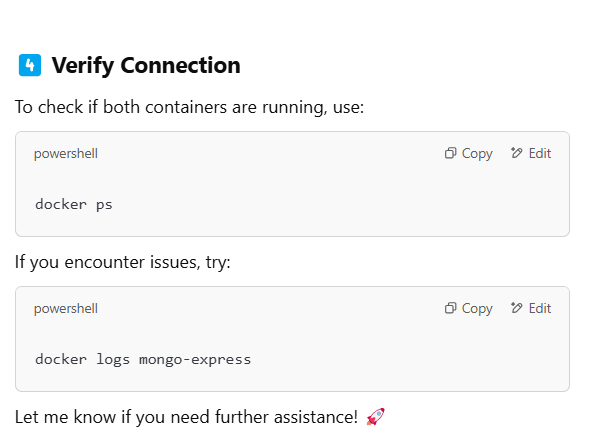 4 Verify Connection
To check if both containers are running, use:
powershell Copy Edit
docker ps
If you encounter issues, try:
powershell Copy Edit
docker logs mongo-express
Let me know if you need further assistance! 🚀